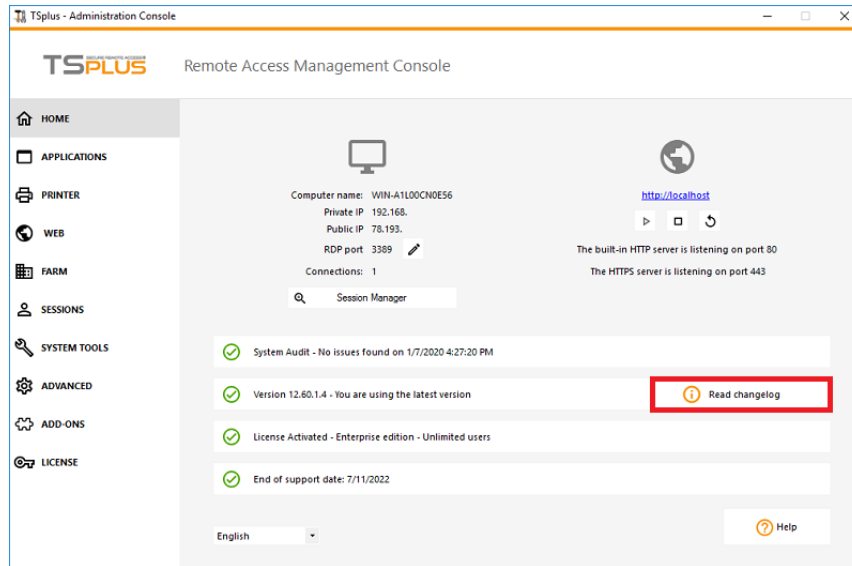 TSplus - Administration Console
TSPLUS
Remote Access Management Console
HOME
APPLICATIONS
PRINTER
WEB
FARM
SESSIONS
SYSTEM TOOLS
ADVANCED
ADD-ONS
LICENSE
Computer name: WIN-A1L00CN0E56
Private IP 192.168.
Public IP 78.193.
RDP port 3389
Connections: 1
Session Manager
http://localhost
The built-in HTTP server is listening on port 80
The HTTPS server is listening on port 443
System Audit - No issues found on 1/7/2020 4:27:20 PM
Version 12.60.1.4 - You are using the latest version
Read changelog
License Activated - Enterprise edition - Unlimited users
End of support date: 7/11/2022
English
Help